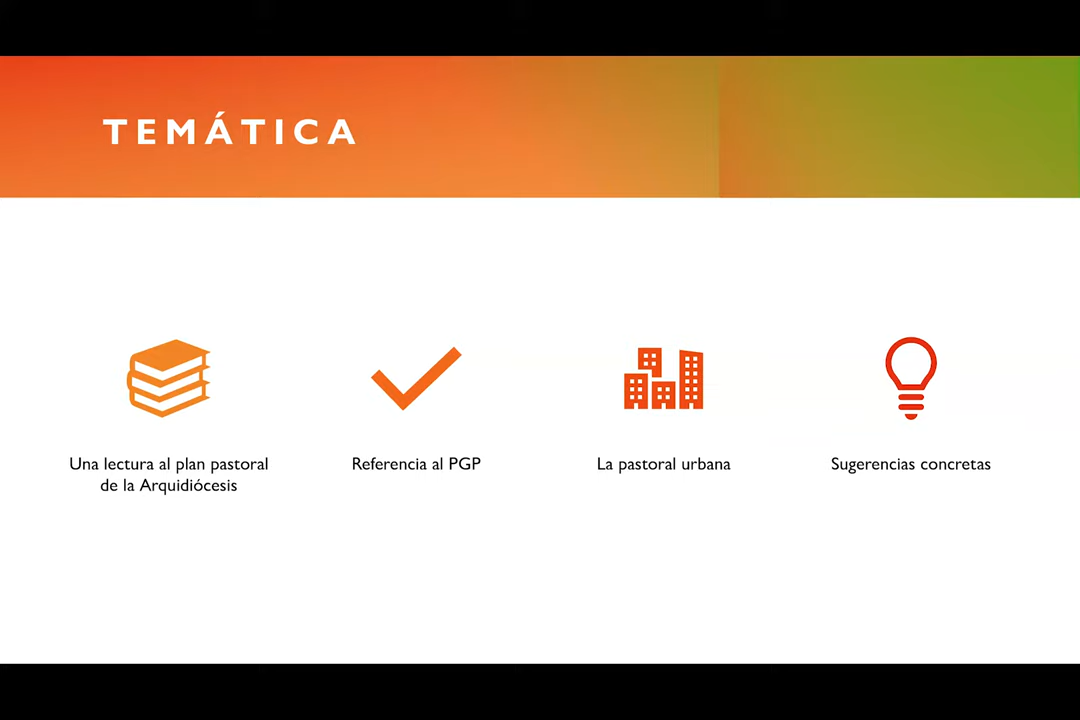 TEMÁTICA
Una lectura al plan pastoral
de la Arquidiócesis
Referencia al PGP
La pastoral urbana
Sugerencias concretas